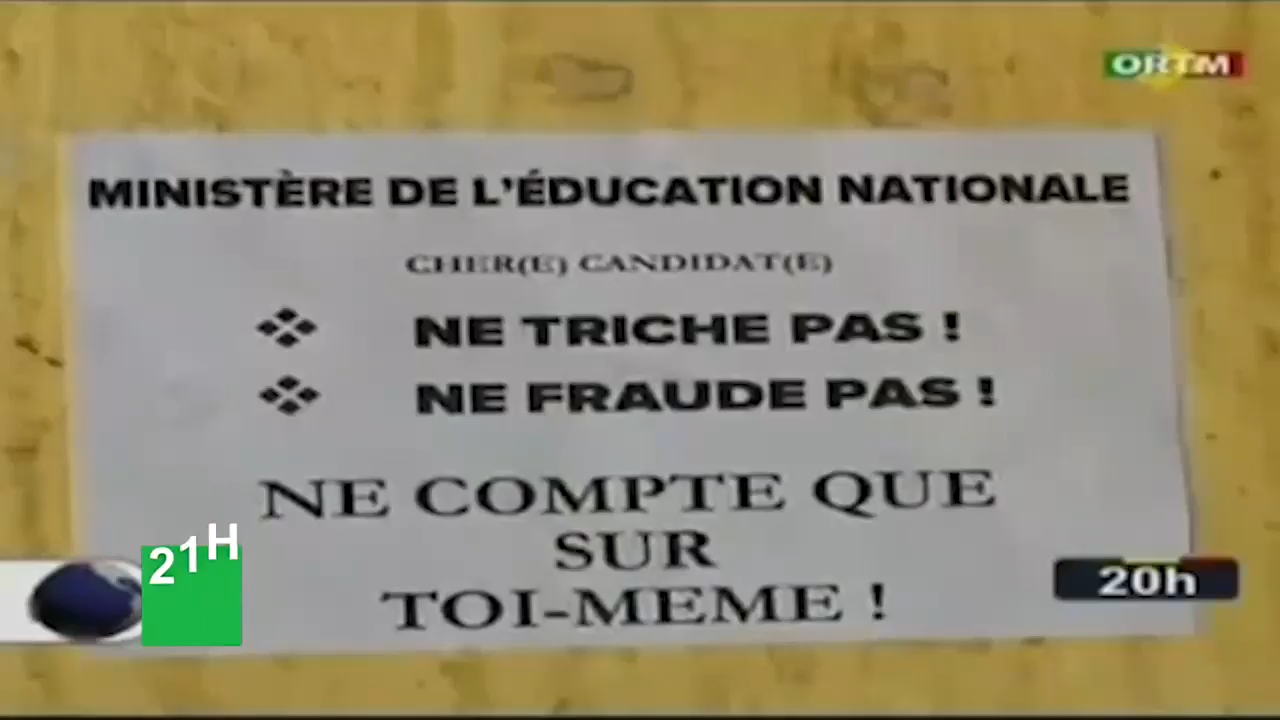 ORTM
MINISTÈRE DE L'ÉDUCATION NATIONALE
CHER(E) CANDIDAT(E)
❖ NE TRICHE PAS !
❖ NE FRAUDE PAS !
NE COMPTE QUE
SUR
TOI-MEME !
21H
20h